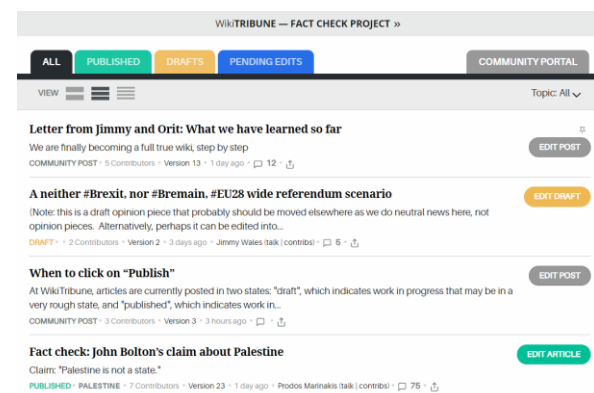 WikiTRIBUNE — FACT CHECK PROJECT »
ALL PUBLISHED DRAFTS PENDING EDITS COMMUNITY PORTAL
VIEW Topic: All
Letter from Jimmy and Orit: What we have learned so far
We are finally becoming a full true wiki, step by step
EDIT POST
COMMUNITY POST • 5 Contributors • Version 13 • 1 day ago • 12 •
A neither #Brexit, nor #Bremain, #EU28 wide referendum scenario
EDIT DRAFT
(Note: this is a draft opinion piece that probably should be moved elsewhere as we do neutral news here, not
opinion pieces. Alternatively, perhaps it can be edited into...
DRAFT • • 2 Contributors • Version 2 • 3 days ago • Jimmy Wales (talk | contribs) • 5 •
When to click on “Publish”
EDIT POST
At WikiTribune, articles are currently posted in two states: "draft", which indicates work in progress that may be in a
very rough state, and "published", which indicates work in...
COMMUNITY POST • 3 Contributors • Version 3 • 3 hours ago • •
Fact check: John Bolton’s claim about Palestine
EDIT ARTICLE
Claim: "Palestine is not a state."
PUBLISHED • PALESTINE • 7 Contributors • Version 23 • 1 day ago • Prodos Marinakis (talk | contribs) • 75 •